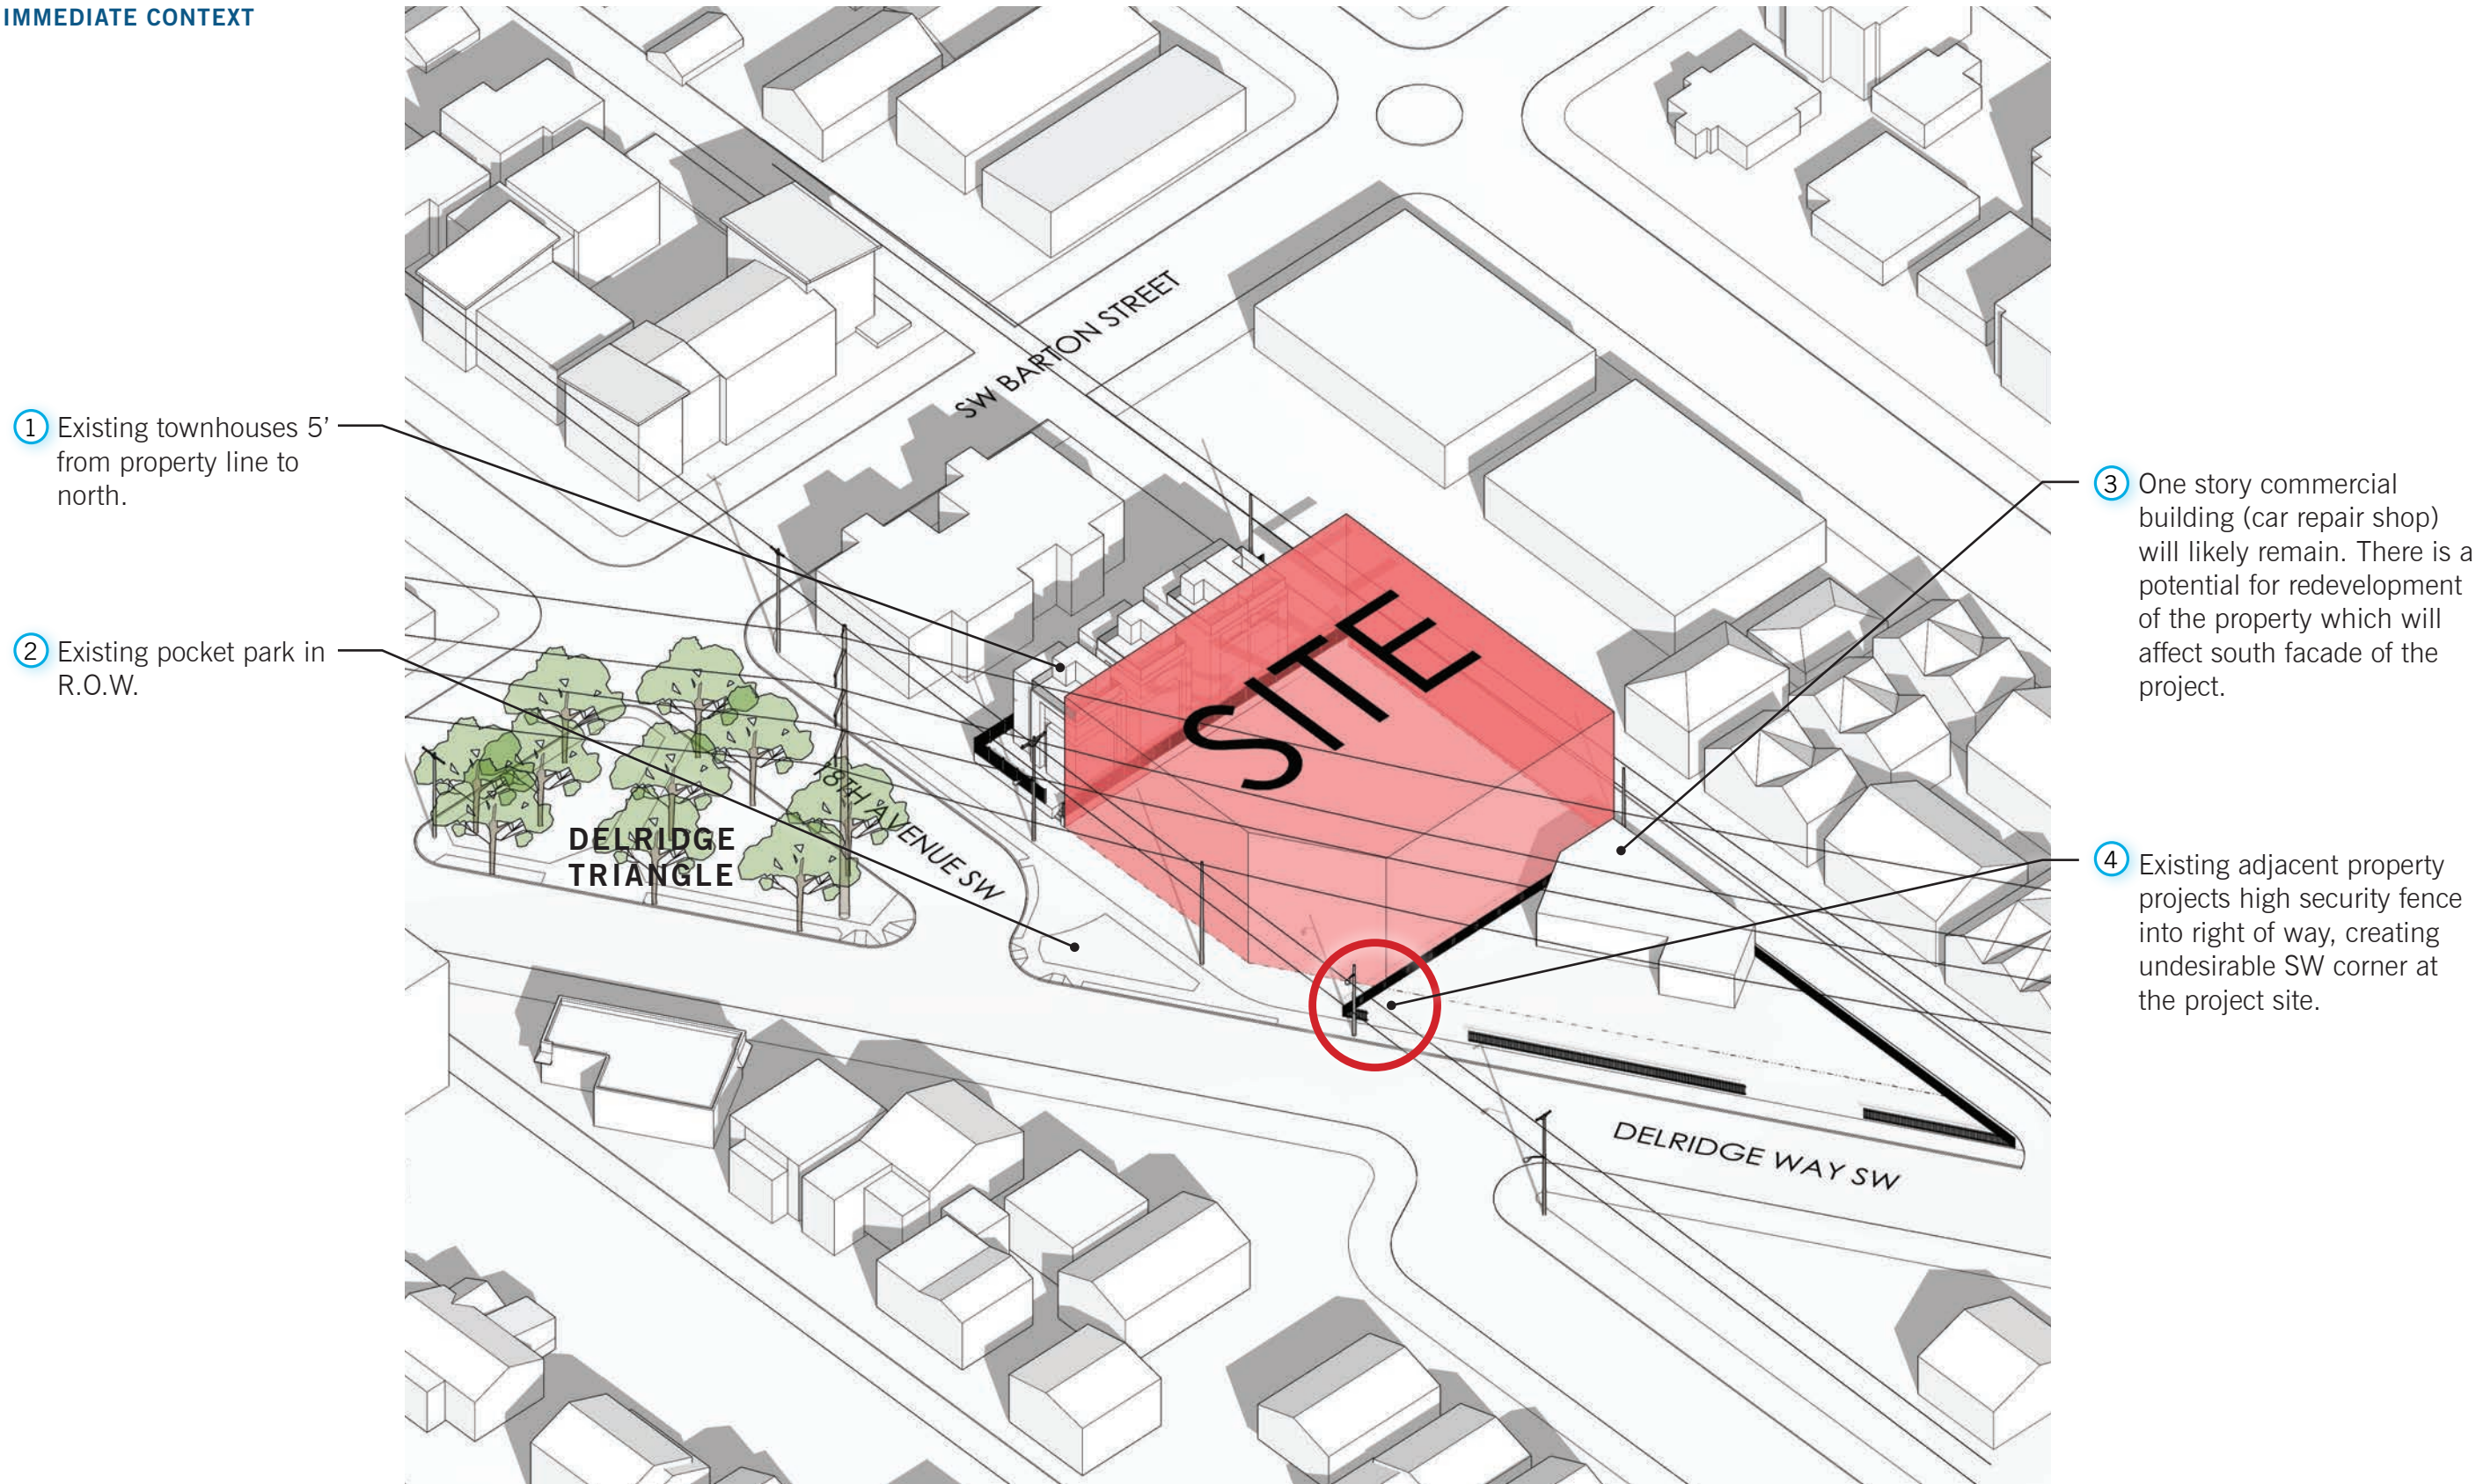 IMMEDIATE CONTEXT
SW BARTON STREET
1 Existing townhouses 5’
from property line to
north.
2 Existing pocket park in
R.O.W.
SITE
18TH AVENUE SW
DELRIDGE
TRIANGLE
DELRIDGE WAY SW
3 One story commercial
building (car repair shop)
will likely remain. There is a
potential for redevelopment
of the property which will
affect south facade of the
project.
4 Existing adjacent property
projects high security fence
into right of way, creating
undesirable SW corner at
the project site.